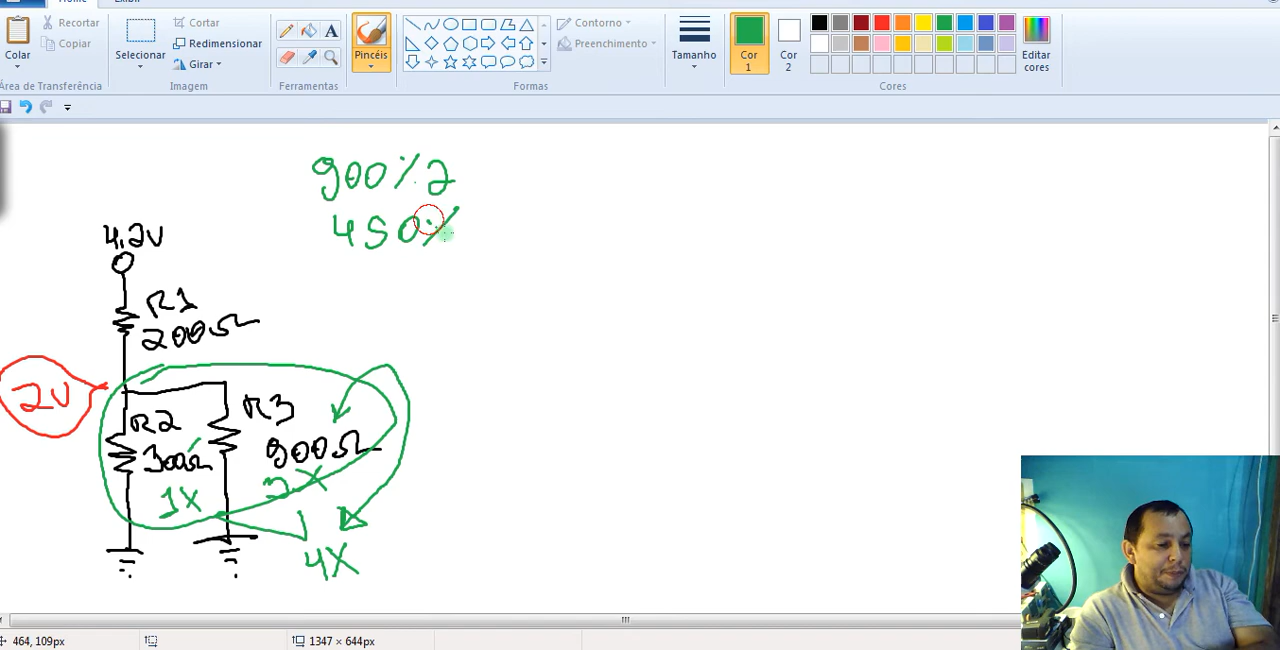 Home
Exibir
Colar
Recortar
Copiar
Área de Transferência
Selecionar
Cortar
Redimensionar
Girar
Imagem
A
Ferramentas
Pincéis
Contorno
Preenchimento
Formas
Tamanho
Cor 1
Cor 2
Editar cores
Cores
900%2
450%
4.2V
R1
200Ω
2V
R2
300Ω
1X
R3
900Ω
4X
464, 109px
1347 × 644px